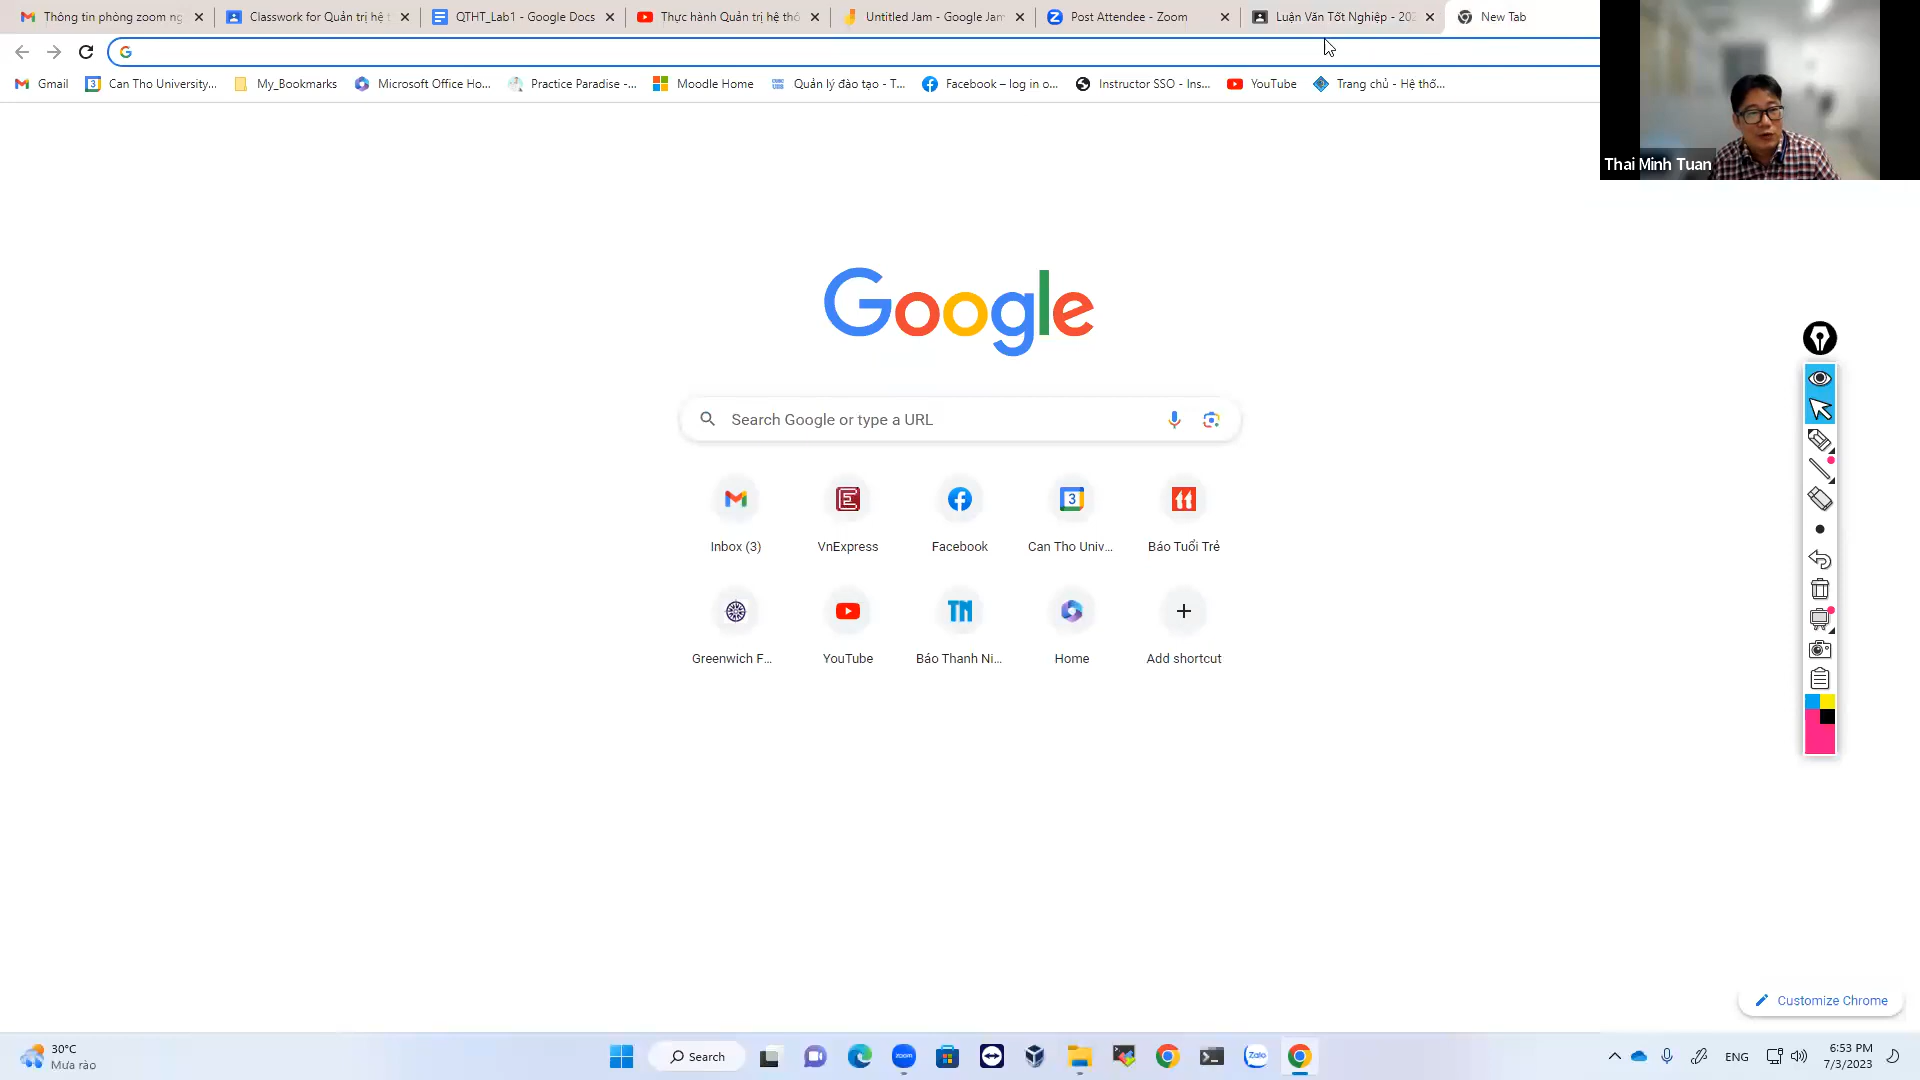 Thông tin phòng zoom ng
Classwork for Quản trị hệ t
QTHT_Lab1 - Google Docs
Thực hành Quản trị hệ thố
Untitled Jam - Google Jam
Post Attendee - Zoom
Luận Văn Tốt Nghiệp - 202
New Tab
Gmail
Can Tho University...
My_Bookmarks
Microsoft Office Ho...
Practice Paradise -...
Moodle Home
Quản lý đào tạo - T...
Facebook – log in o...
Instructor SSO - Ins...
YouTube
Trang chủ - Hệ thố...
Thai Minh Tuan
Google
Search Google or type a URL
Inbox (3)
VnExpress
Facebook
Can Tho Univ...
Báo Tuổi Trẻ
Greenwich F...
YouTube
Báo Thanh Ni...
Home
Add shortcut
Customize Chrome
30°C
Mưa rào
Search
zoom
Zalo
ENG
6:53 PM
7/3/2023